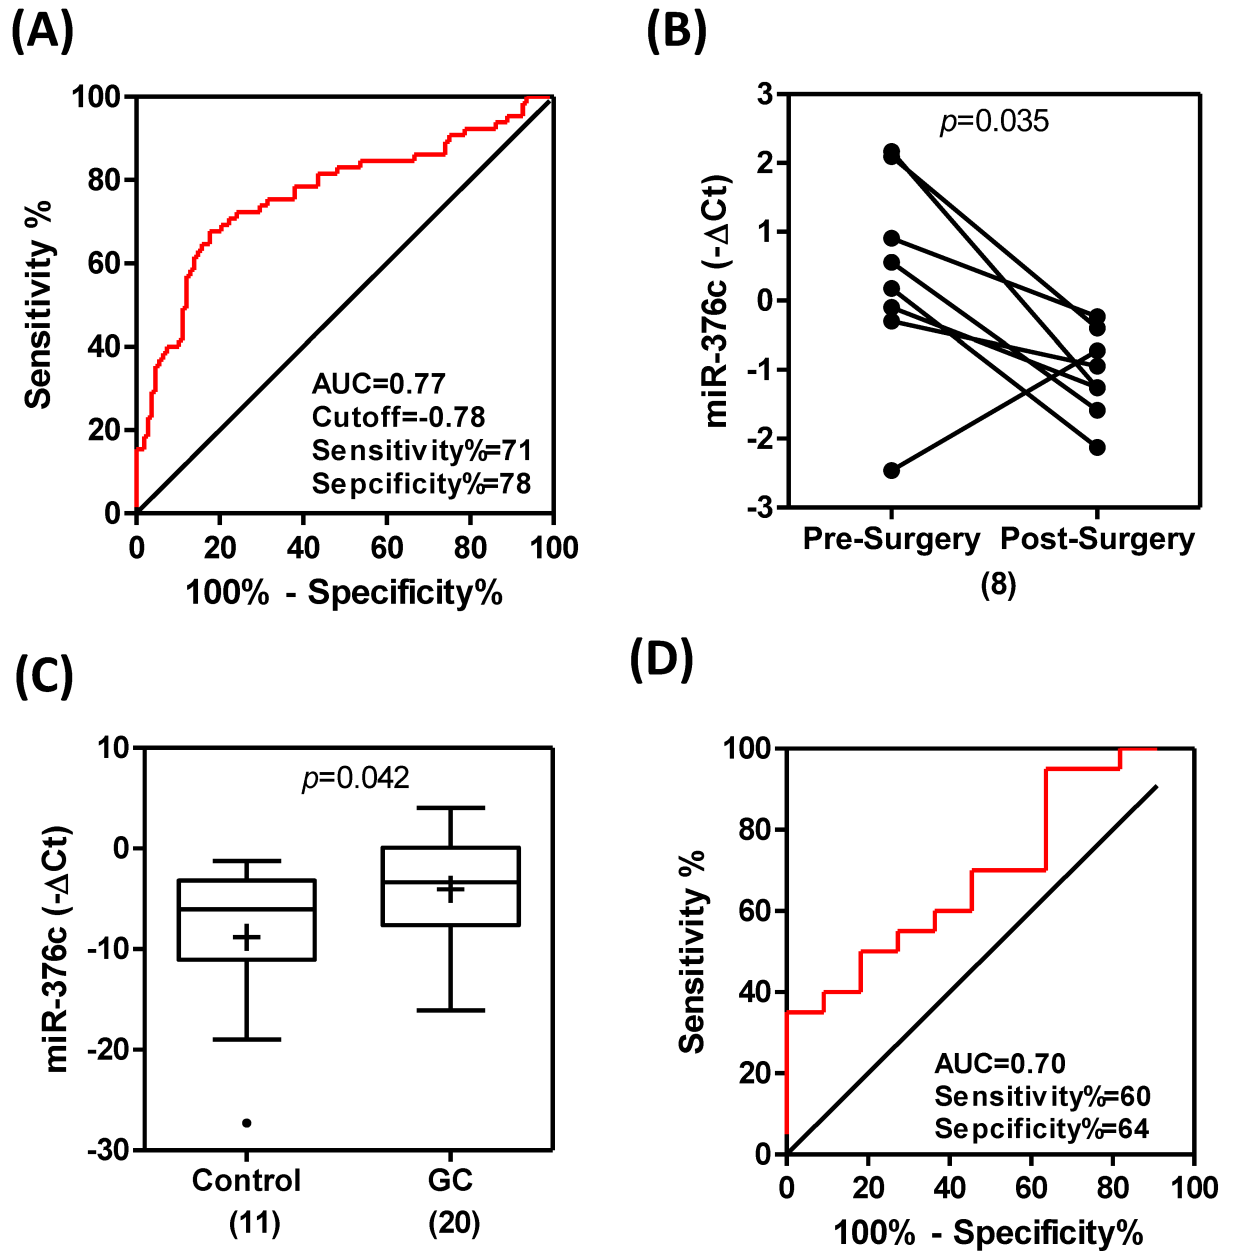 (A)
100
80
60
40
20
0
Sensitivity %
AUC=0.77
Cutoff=-0.78
Sensitivity%=71
Sepcificity%=78
0 20 40 60 80 100
100% - Specificity%
(B)
p=0.035
3
2
1
0
-1
-2
-3
miR-376c (-ΔCt)
Pre-Surgery Post-Surgery
(8)
(C)
p=0.042
10
0
-10
-20
-30
miR-376c (-ΔCt)
Control GC
(11) (20)
(D)
100
80
60
40
20
0
Sensitivity %
AUC=0.70
Sensitivity%=60
Sepcificity%=64
0 20 40 60 80 100
100% - Specificity%